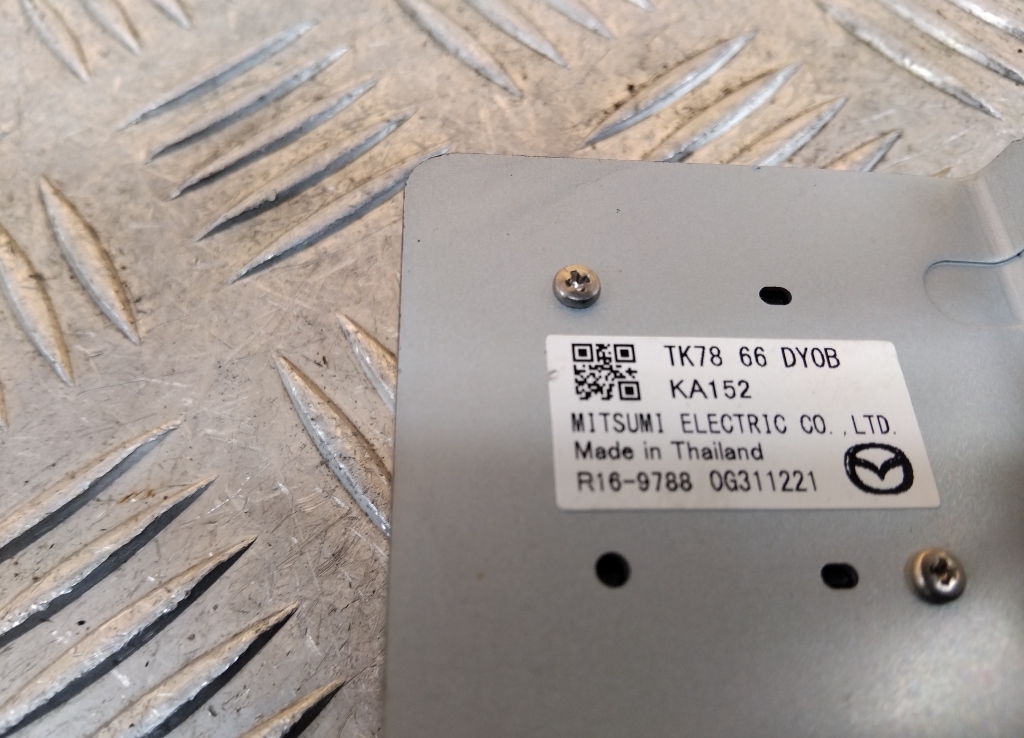 TK78 66 DY0B
KA152
MITSUMI ELECTRIC CO.,LTD.
Made in Thailand
R16-9788 0G311221